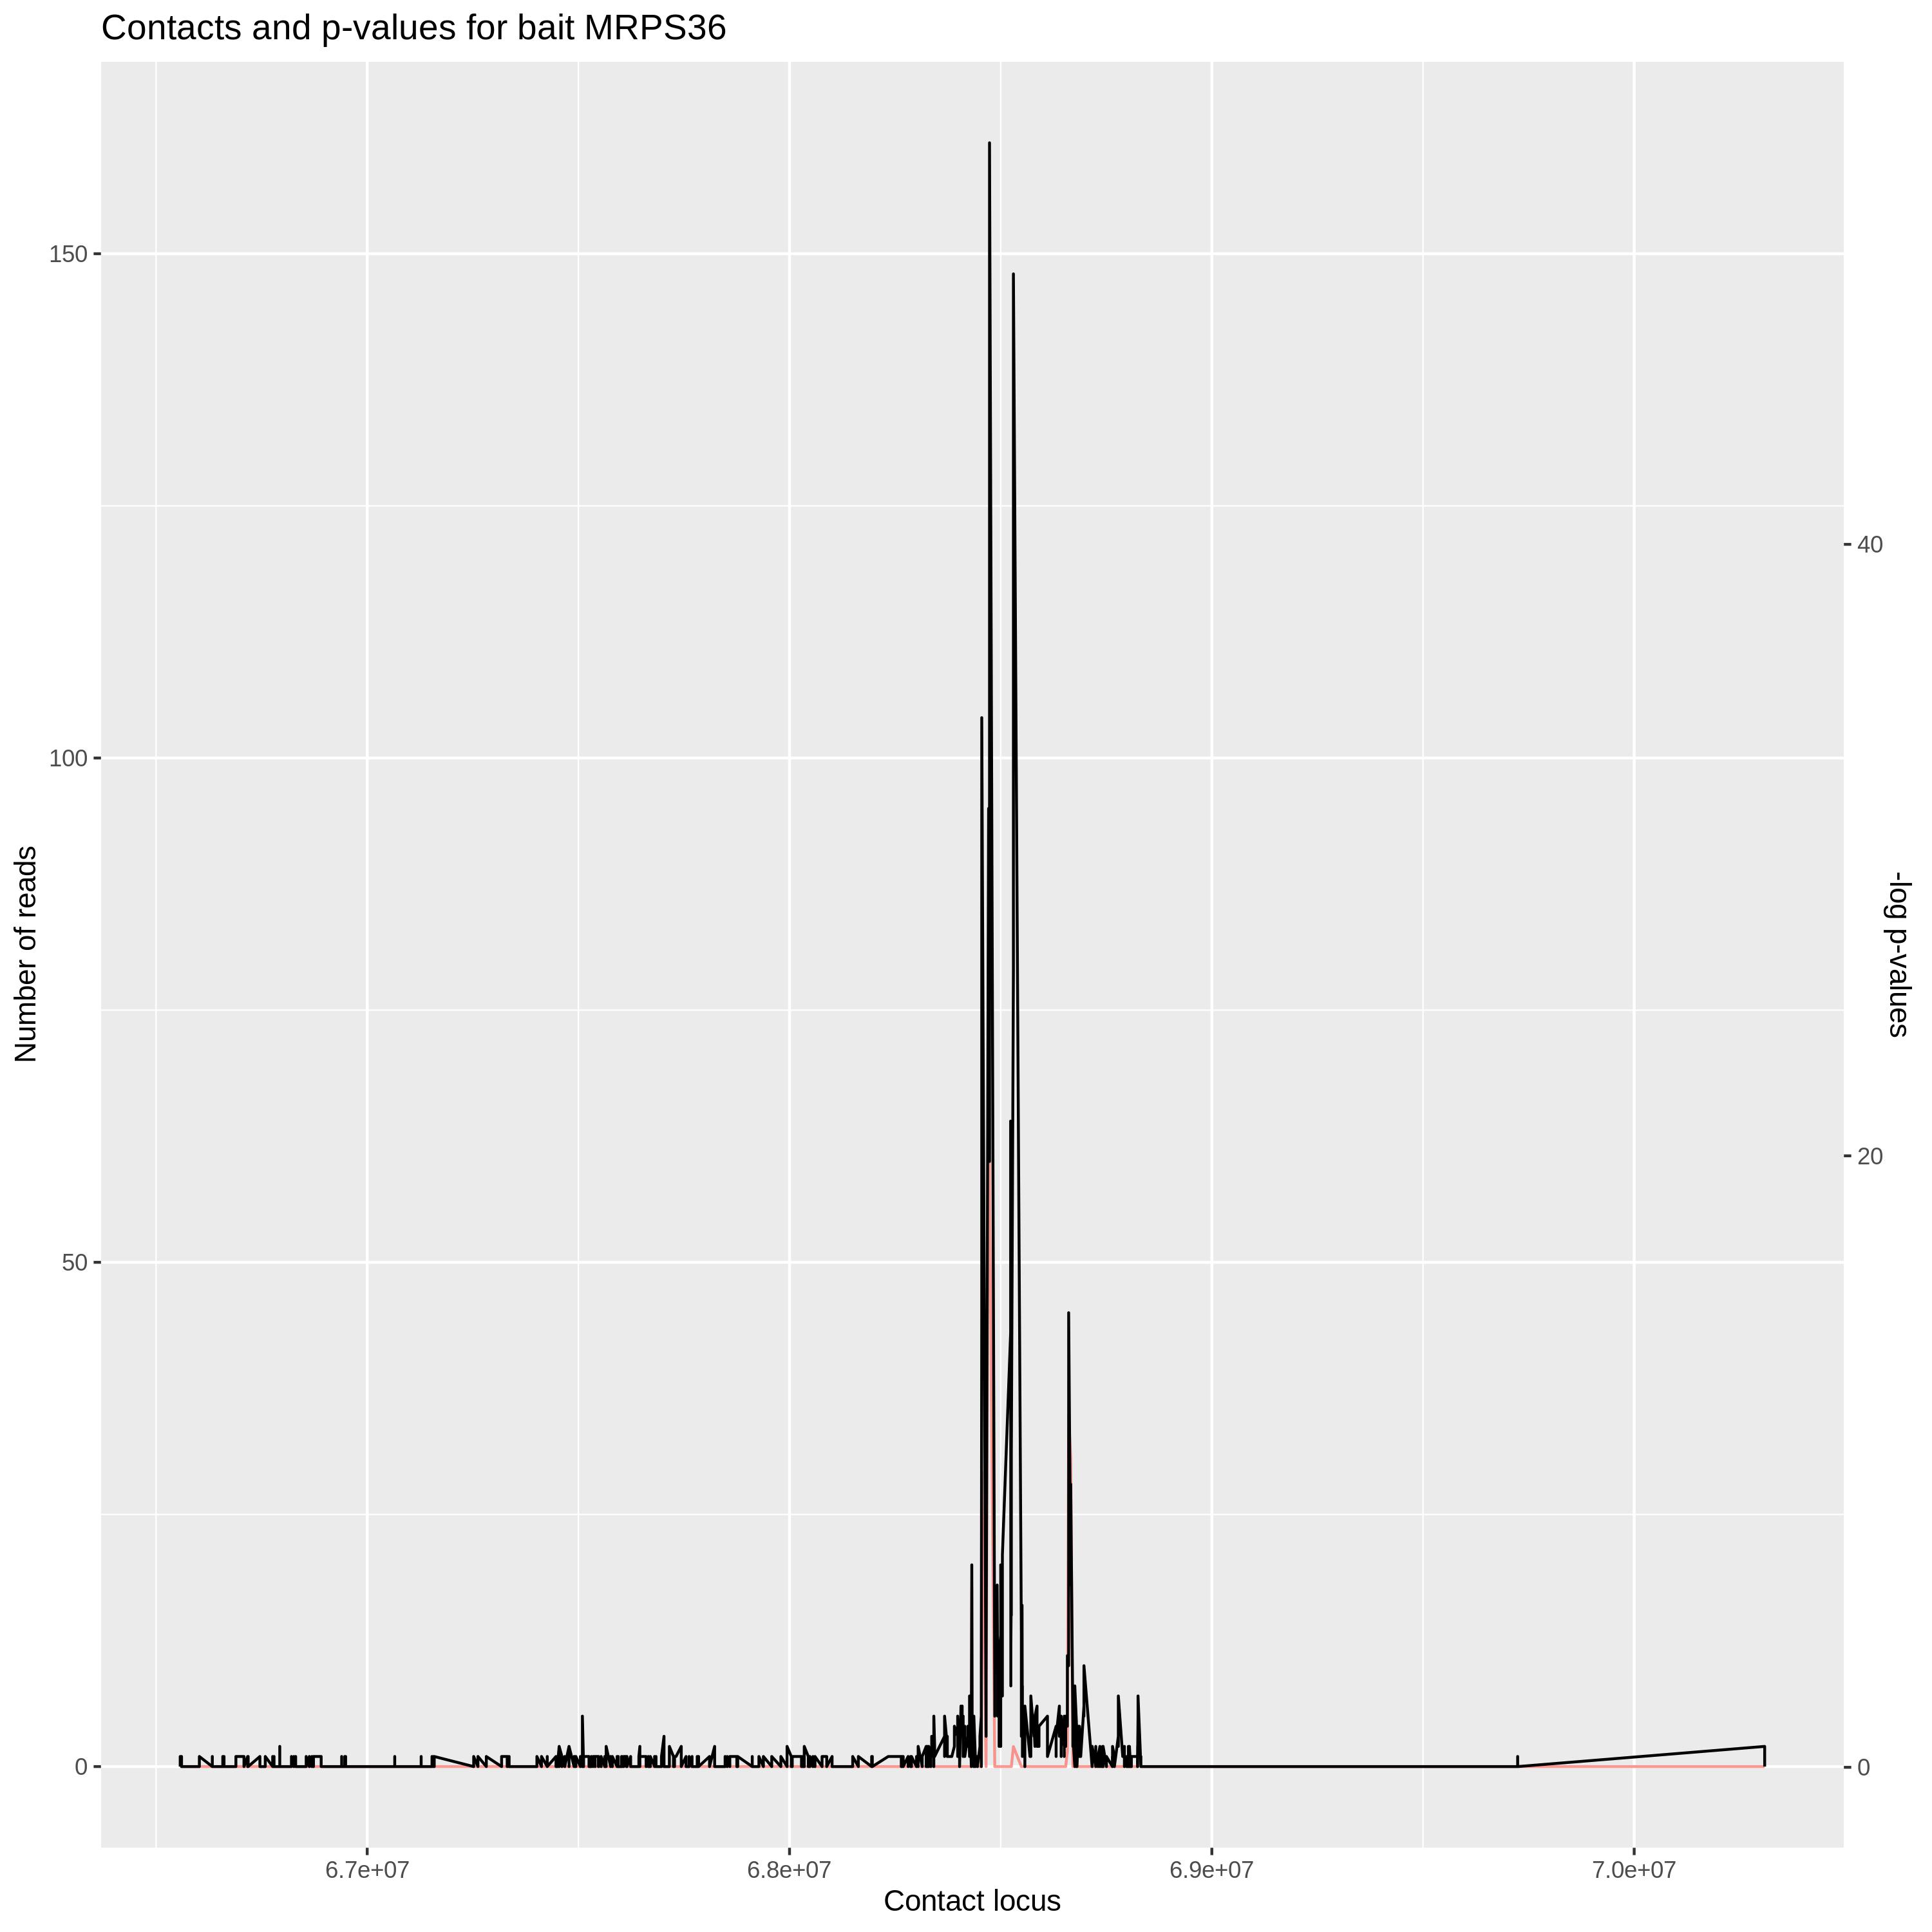 Contacts and p-values for bait MRPS36
150
100
50
0
Number of reads
40
20
0
-log p-values
6.7e+07
6.8e+07
6.9e+07
7.0e+07
Contact locus